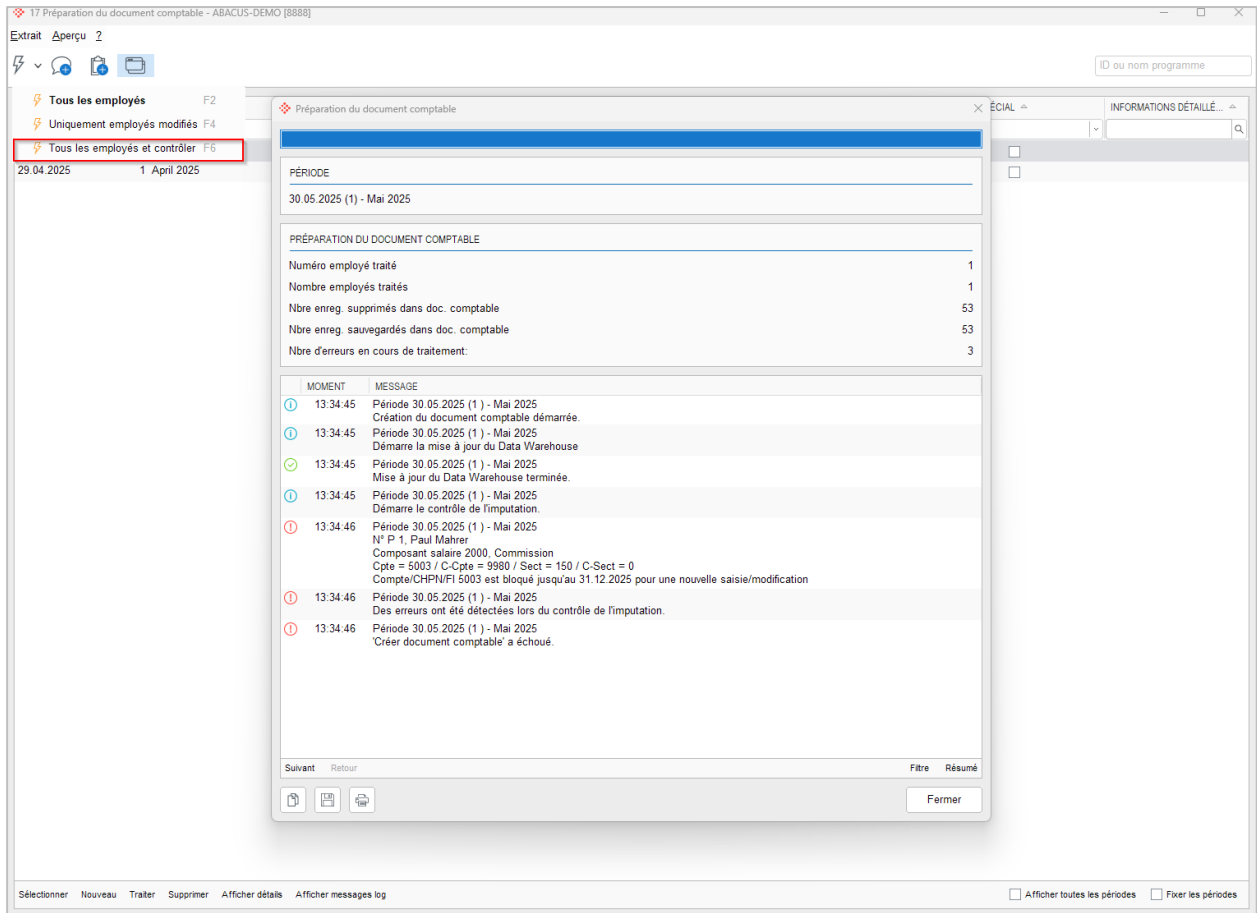 17 Préparation du document comptable - ABACUS-DEMO [8888]
Extrait Aperçu ?
ID ou nom programme
Tous les employés F2
Uniquement employés modifiés F4
Tous les employés et contrôler F6
ÉCIAL
INFORMATIONS DÉTAILLÉ...
29.04.2025 1 April 2025
Préparation du document comptable
PÉRIODE
30.05.2025 (1) - Mai 2025
PRÉPARATION DU DOCUMENT COMPTABLE
Numéro employé traité 1
Nombre employés traités 1
Nbre enreg. supprimés dans doc. comptable 53
Nbre enreg. sauvegardés dans doc. comptable 53
Nbre d'erreurs en cours de traitement: 3
MOMENT MESSAGE
13:34:45 Période 30.05.2025 (1 ) - Mai 2025
Création du document comptable démarrée.
13:34:45 Période 30.05.2025 (1 ) - Mai 2025
Démarre la mise à jour du Data Warehouse
13:34:45 Période 30.05.2025 (1 ) - Mai 2025
Mise à jour du Data Warehouse terminée.
13:34:45 Période 30.05.2025 (1 ) - Mai 2025
Démarre le contrôle de l'imputation.
13:34:46 Période 30.05.2025 (1 ) - Mai 2025
N° P 1, Paul Mahrer
Composant salaire 2000, Commission
Cpte = 5003 / C-Cpte = 9980 / Sect = 150 / C-Sect = 0
Compte/CHPN/FI 5003 est bloqué jusqu'au 31.12.2025 pour une nouvelle saisie/modification
13:34:46 Période 30.05.2025 (1 ) - Mai 2025
Des erreurs ont été détectées lors du contrôle de l'imputation.
13:34:46 Période 30.05.2025 (1 ) - Mai 2025
'Créer document comptable' a échoué.
Suivant Retour Filtre Résumé
Fermer
Sélectionner Nouveau Traiter Supprimer Afficher détails Afficher messages log Afficher toutes les périodes Fixer les périodes